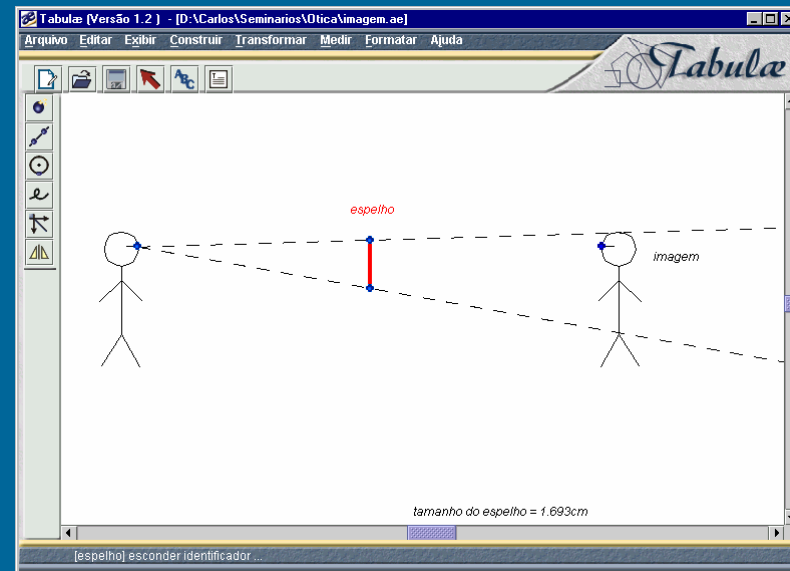 Tabulæ (Versão 1.2 ) - [D:\Carlos\Seminarios\Otica\imagem.ae]
Arquivo Editar Exibir Construir Transformar Medir Formatar Ajuda
ABC
Tabulæ
espelho
imagem
tamanho do espelho = 1.693cm
[espelho] esconder identificador ...